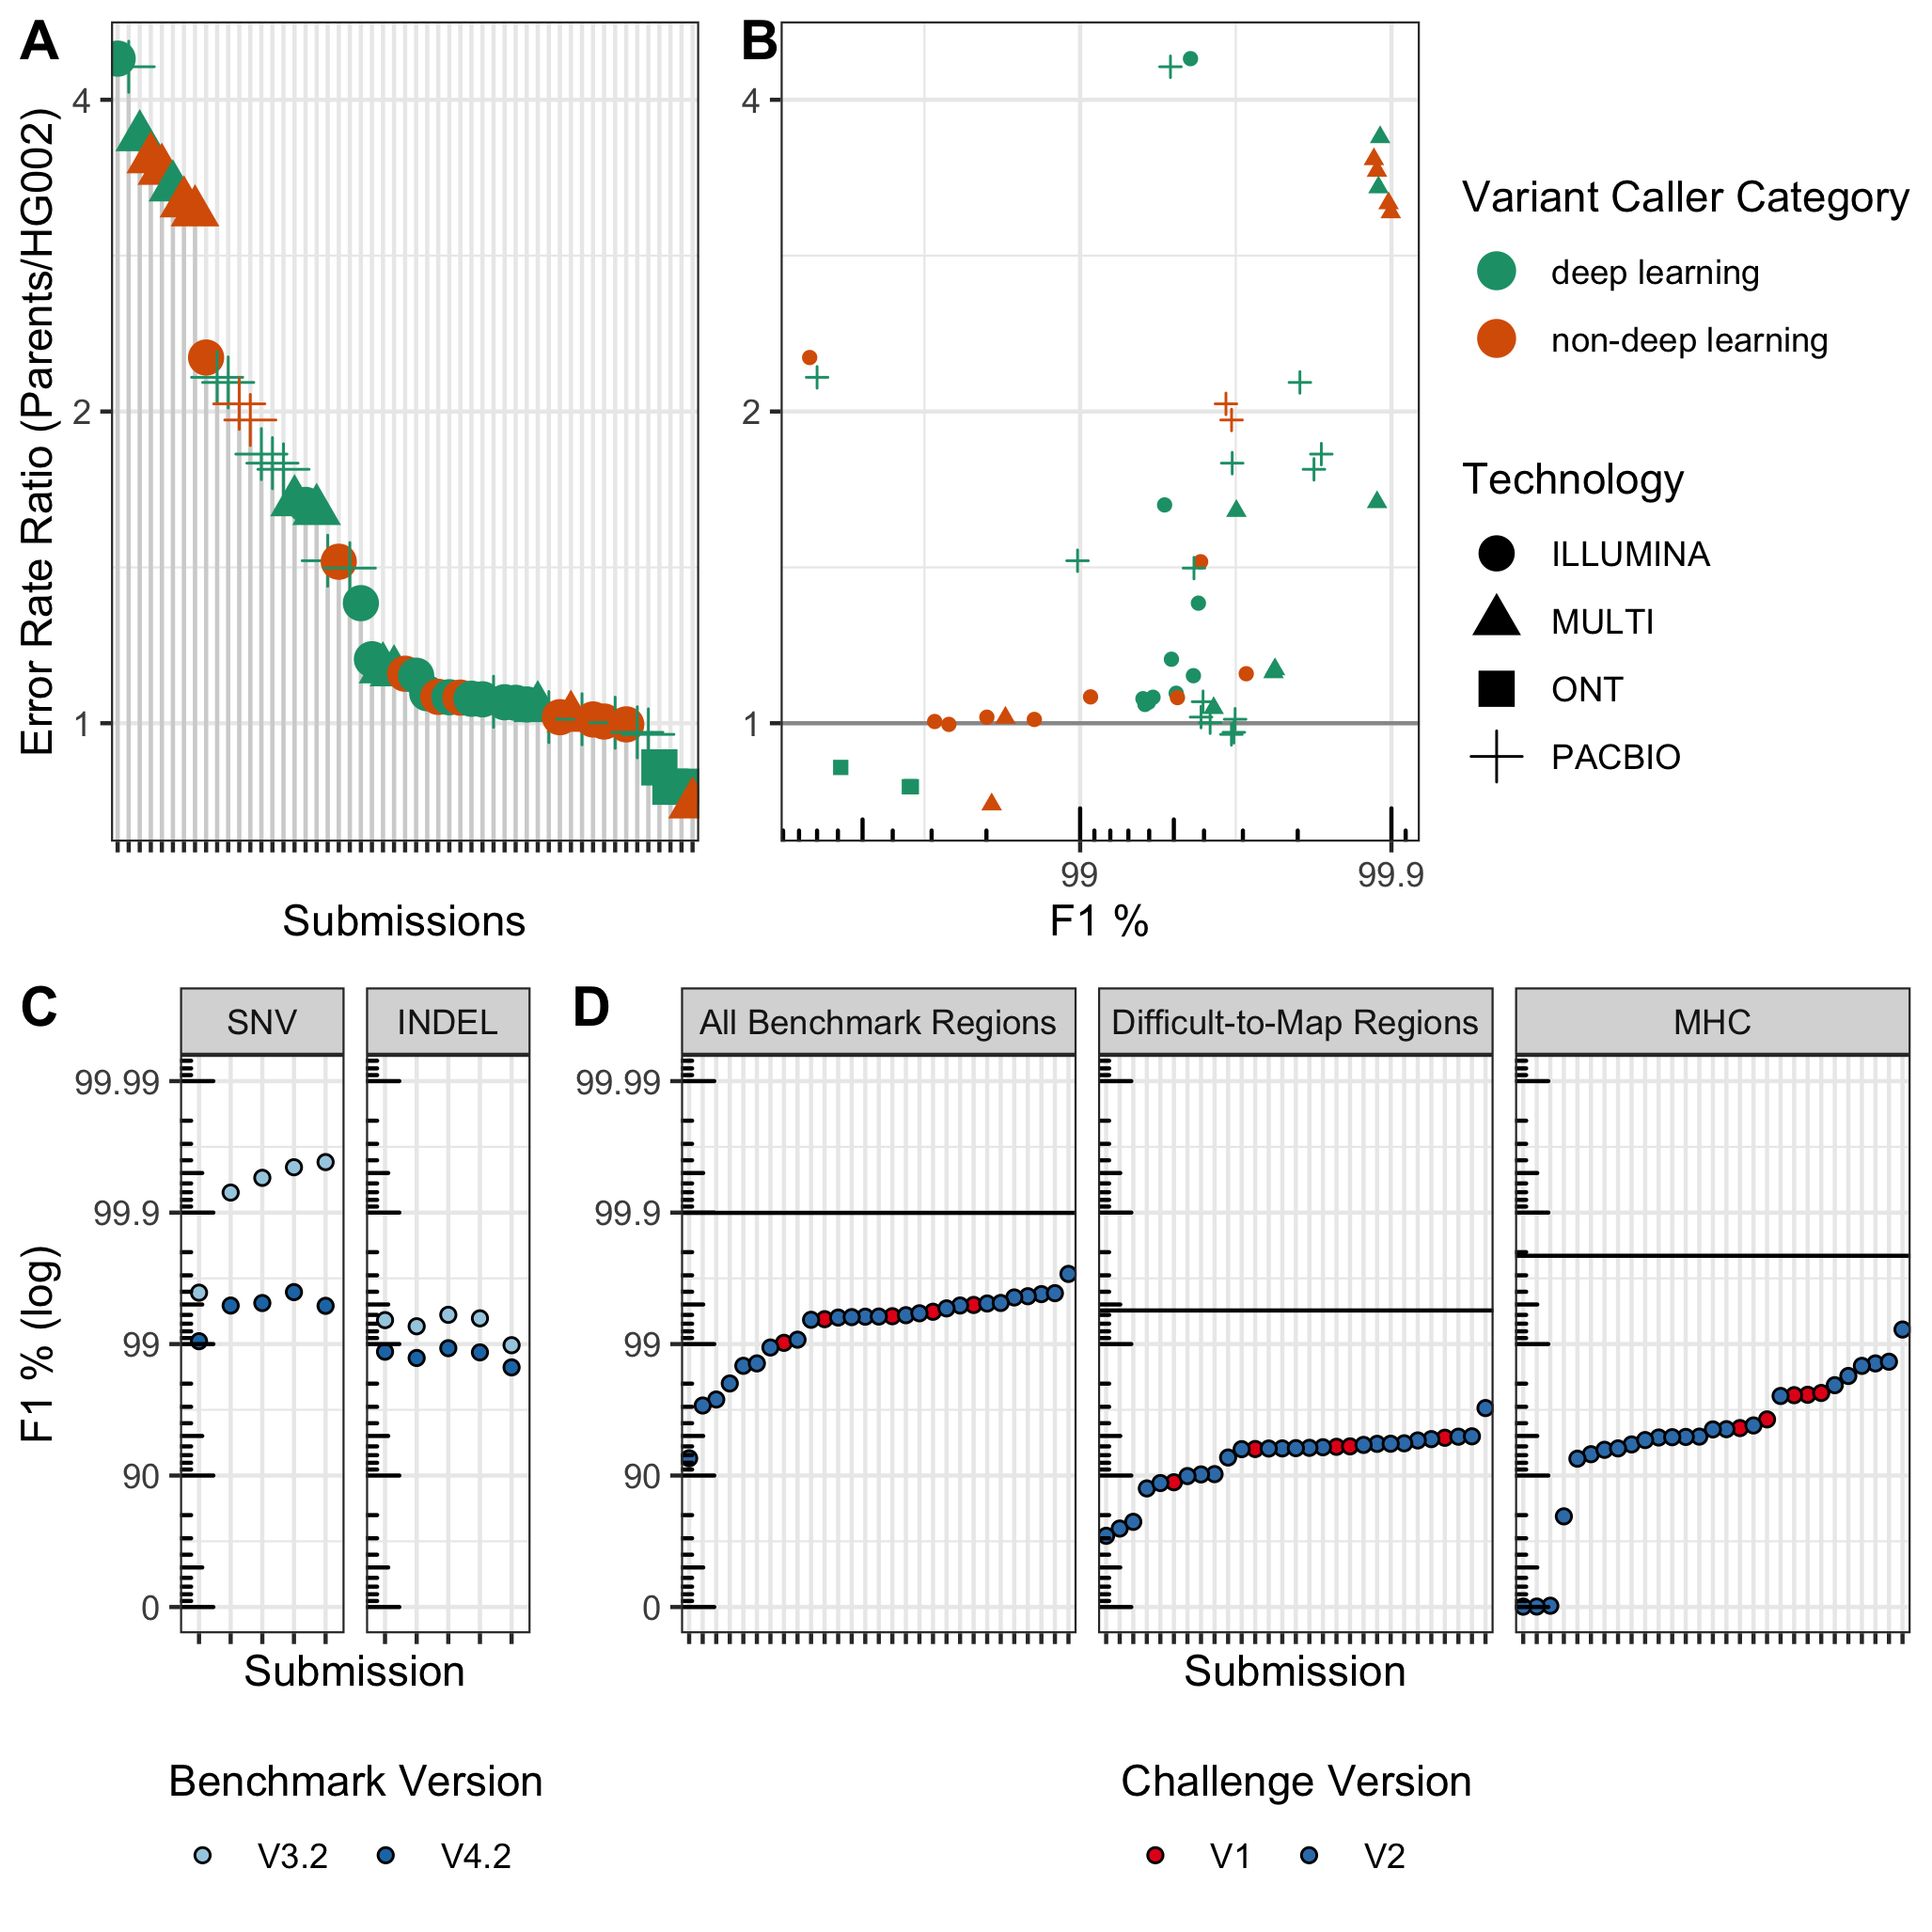 A
B
Error Rate Ratio (Parents/HG002)
4
2
1
Submissions
4
2
1
99
99.9
F1 %
Variant Caller Category
deep learning
non-deep learning
Technology
ILLUMINA
MULTI
ONT
PACBIO
C
SNV
INDEL
F1 % (log)
99.99
99.9
99
90
0
Submission
Benchmark Version
V3.2
V4.2
D
All Benchmark Regions
Difficult-to-Map Regions
MHC
99.99
99.9
99
90
0
Submission
Challenge Version
V1
V2